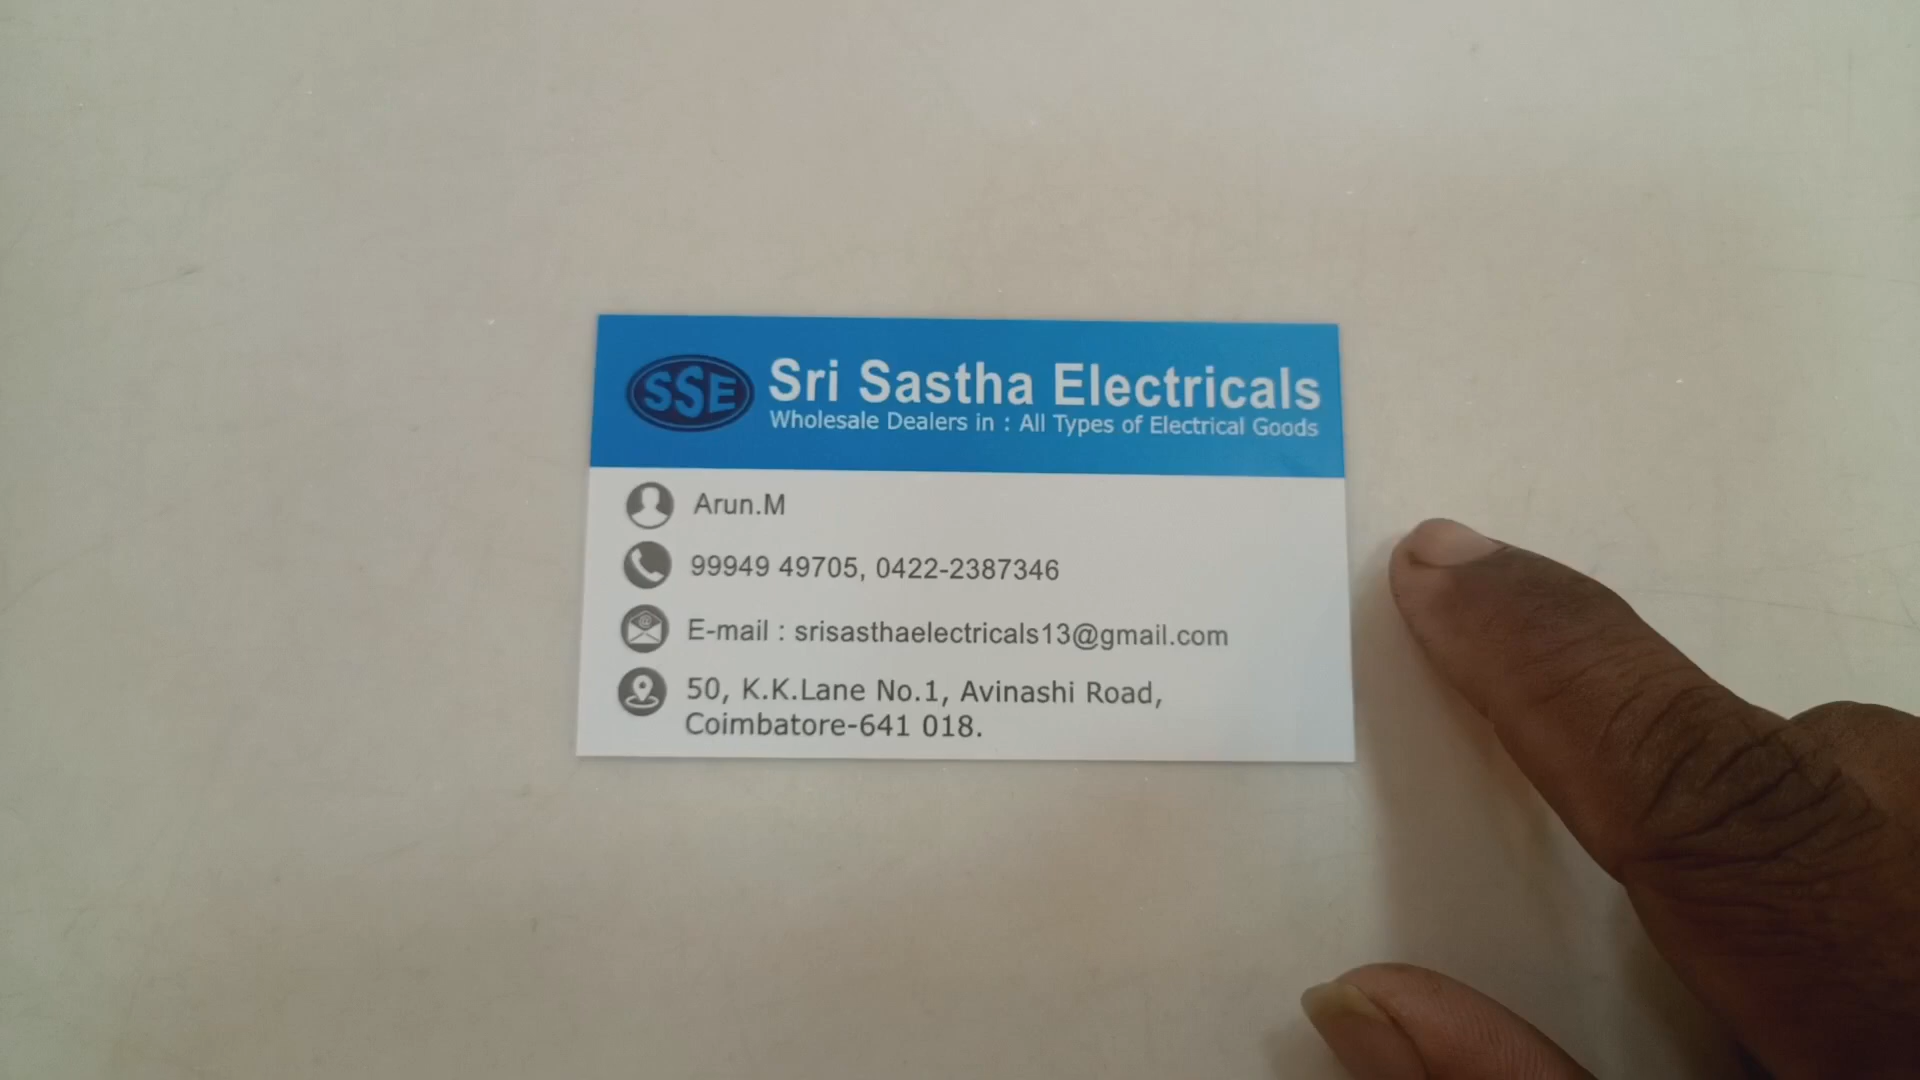 SSE
Sri Sastha Electricals
Wholesale Dealers in : All Types of Electrical Goods
Arun.M
99949 49705, 0422-2387346
E-mail : srisasthaelectricals13@gmail.com
50, K.K.Lane No.1, Avinashi Road,
Coimbatore-641 018.